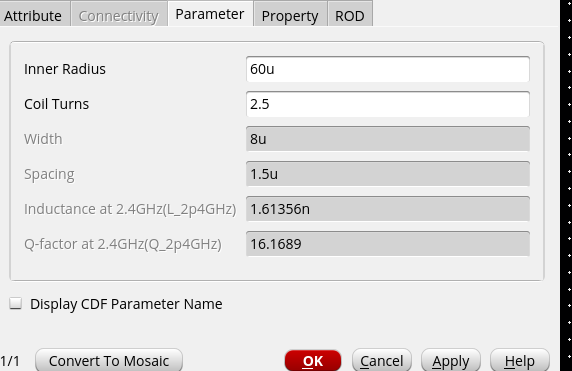 Attribute Connectivity Parameter Property ROD
Inner Radius 60u
Coil Turns 2.5
Width 8u
Spacing 1.5u
Inductance at 2.4GHz(L_2p4GHz) 1.61356n
Q-factor at 2.4GHz(Q_2p4GHz) 16.1689
Display CDF Parameter Name
1/1 Convert To Mosaic OK Cancel Apply Help